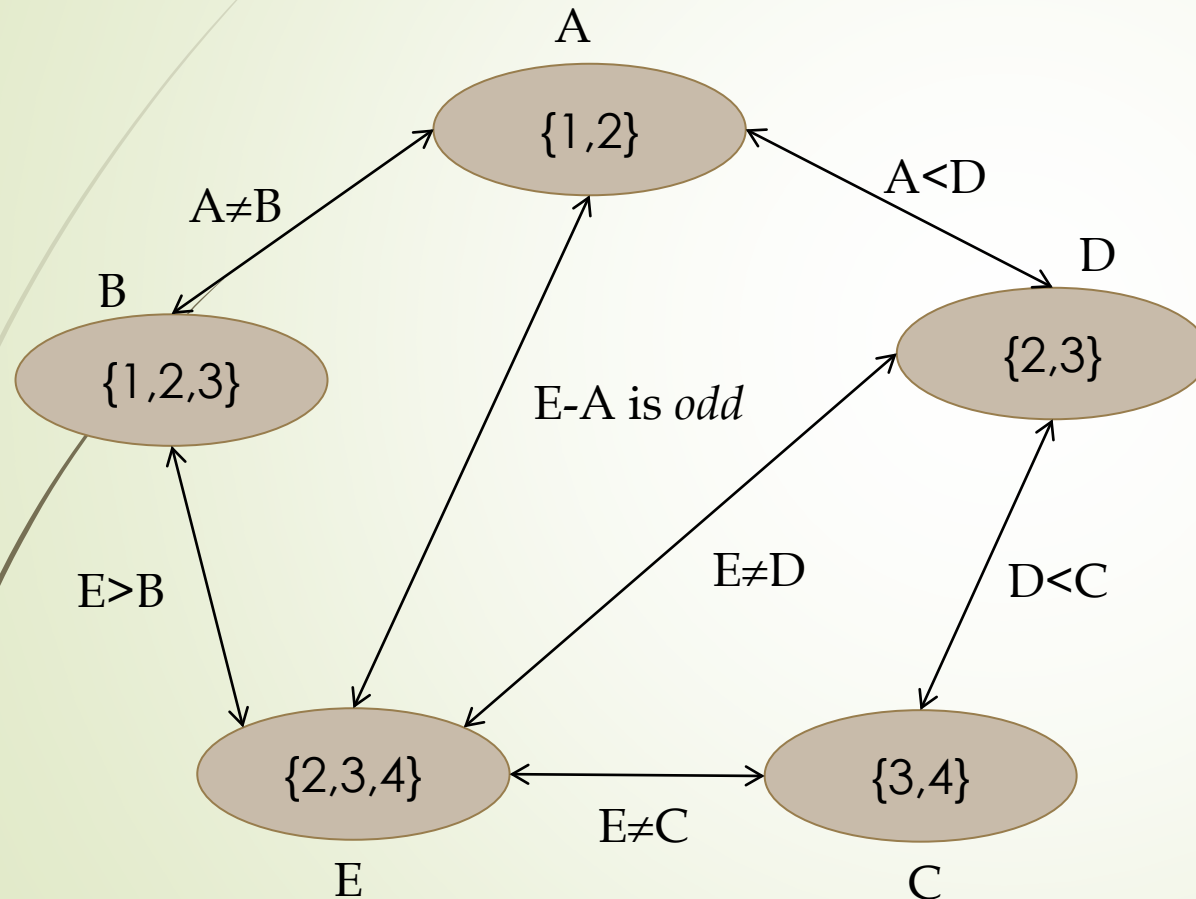 A
{1,2}
A≠B
A<D
B
D
{1,2,3}
{2,3}
E-A is odd
E>B
E≠D
D<C
{2,3,4}
{3,4}
E≠C
E
C